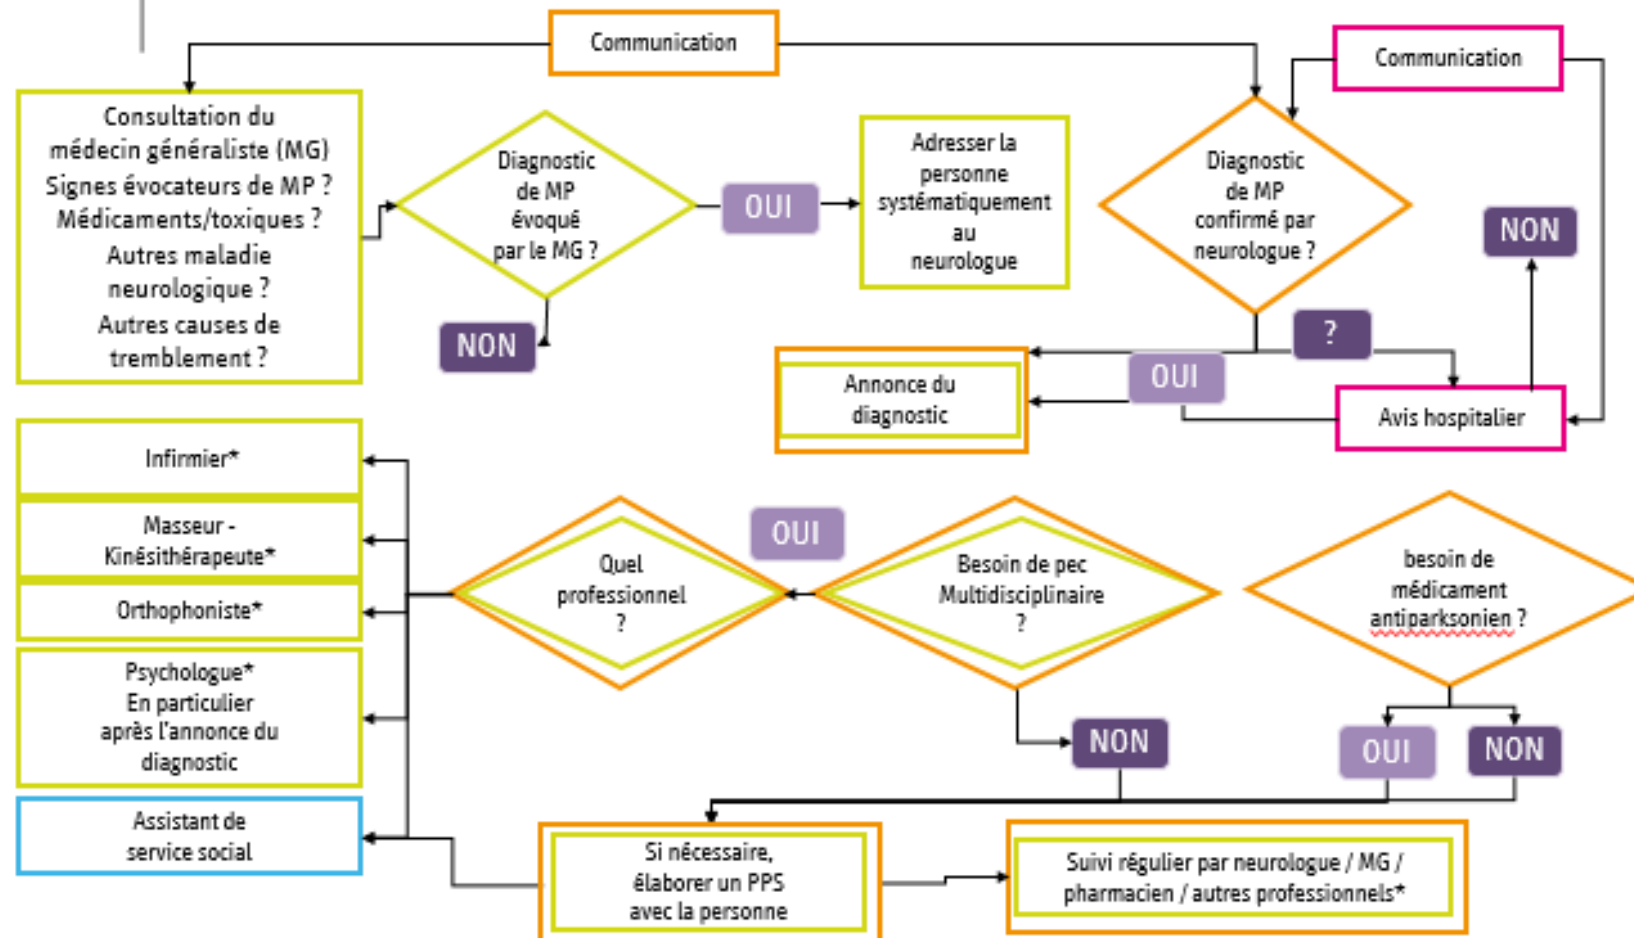 Communication
Communication
Consultation du
médecin généraliste (MG)
Signes évocateurs de MP ?
Médicaments/toxiques ?
Autres maladie
neurologique ?
Autres causes de
tremblement ?
Diagnostic
de MP
évoqué
par le MG ?
OUI
NON
Adresser la
personne
systématiquement
au
neurologue
Diagnostic
de MP
confirmé par
neurologue ?
NON
?
OUI
Annonce du
diagnostic
Avis hospitalier
Infirmier*
Masseur -
Kinésithérapeute*
Orthophoniste*
Psychologue*
En particulier
après l'annonce du
diagnostic
Assistant de
service social
Quel
professionnel
?
OUI
Besoin de pec
Multidisciplinaire
?
NON
besoin de
médicament
antiparksonien ?
OUI
NON
Si nécessaire,
élaborer un PPS
avec la personne
Suivi régulier par neurologue / MG /
pharmacien / autres professionnels*